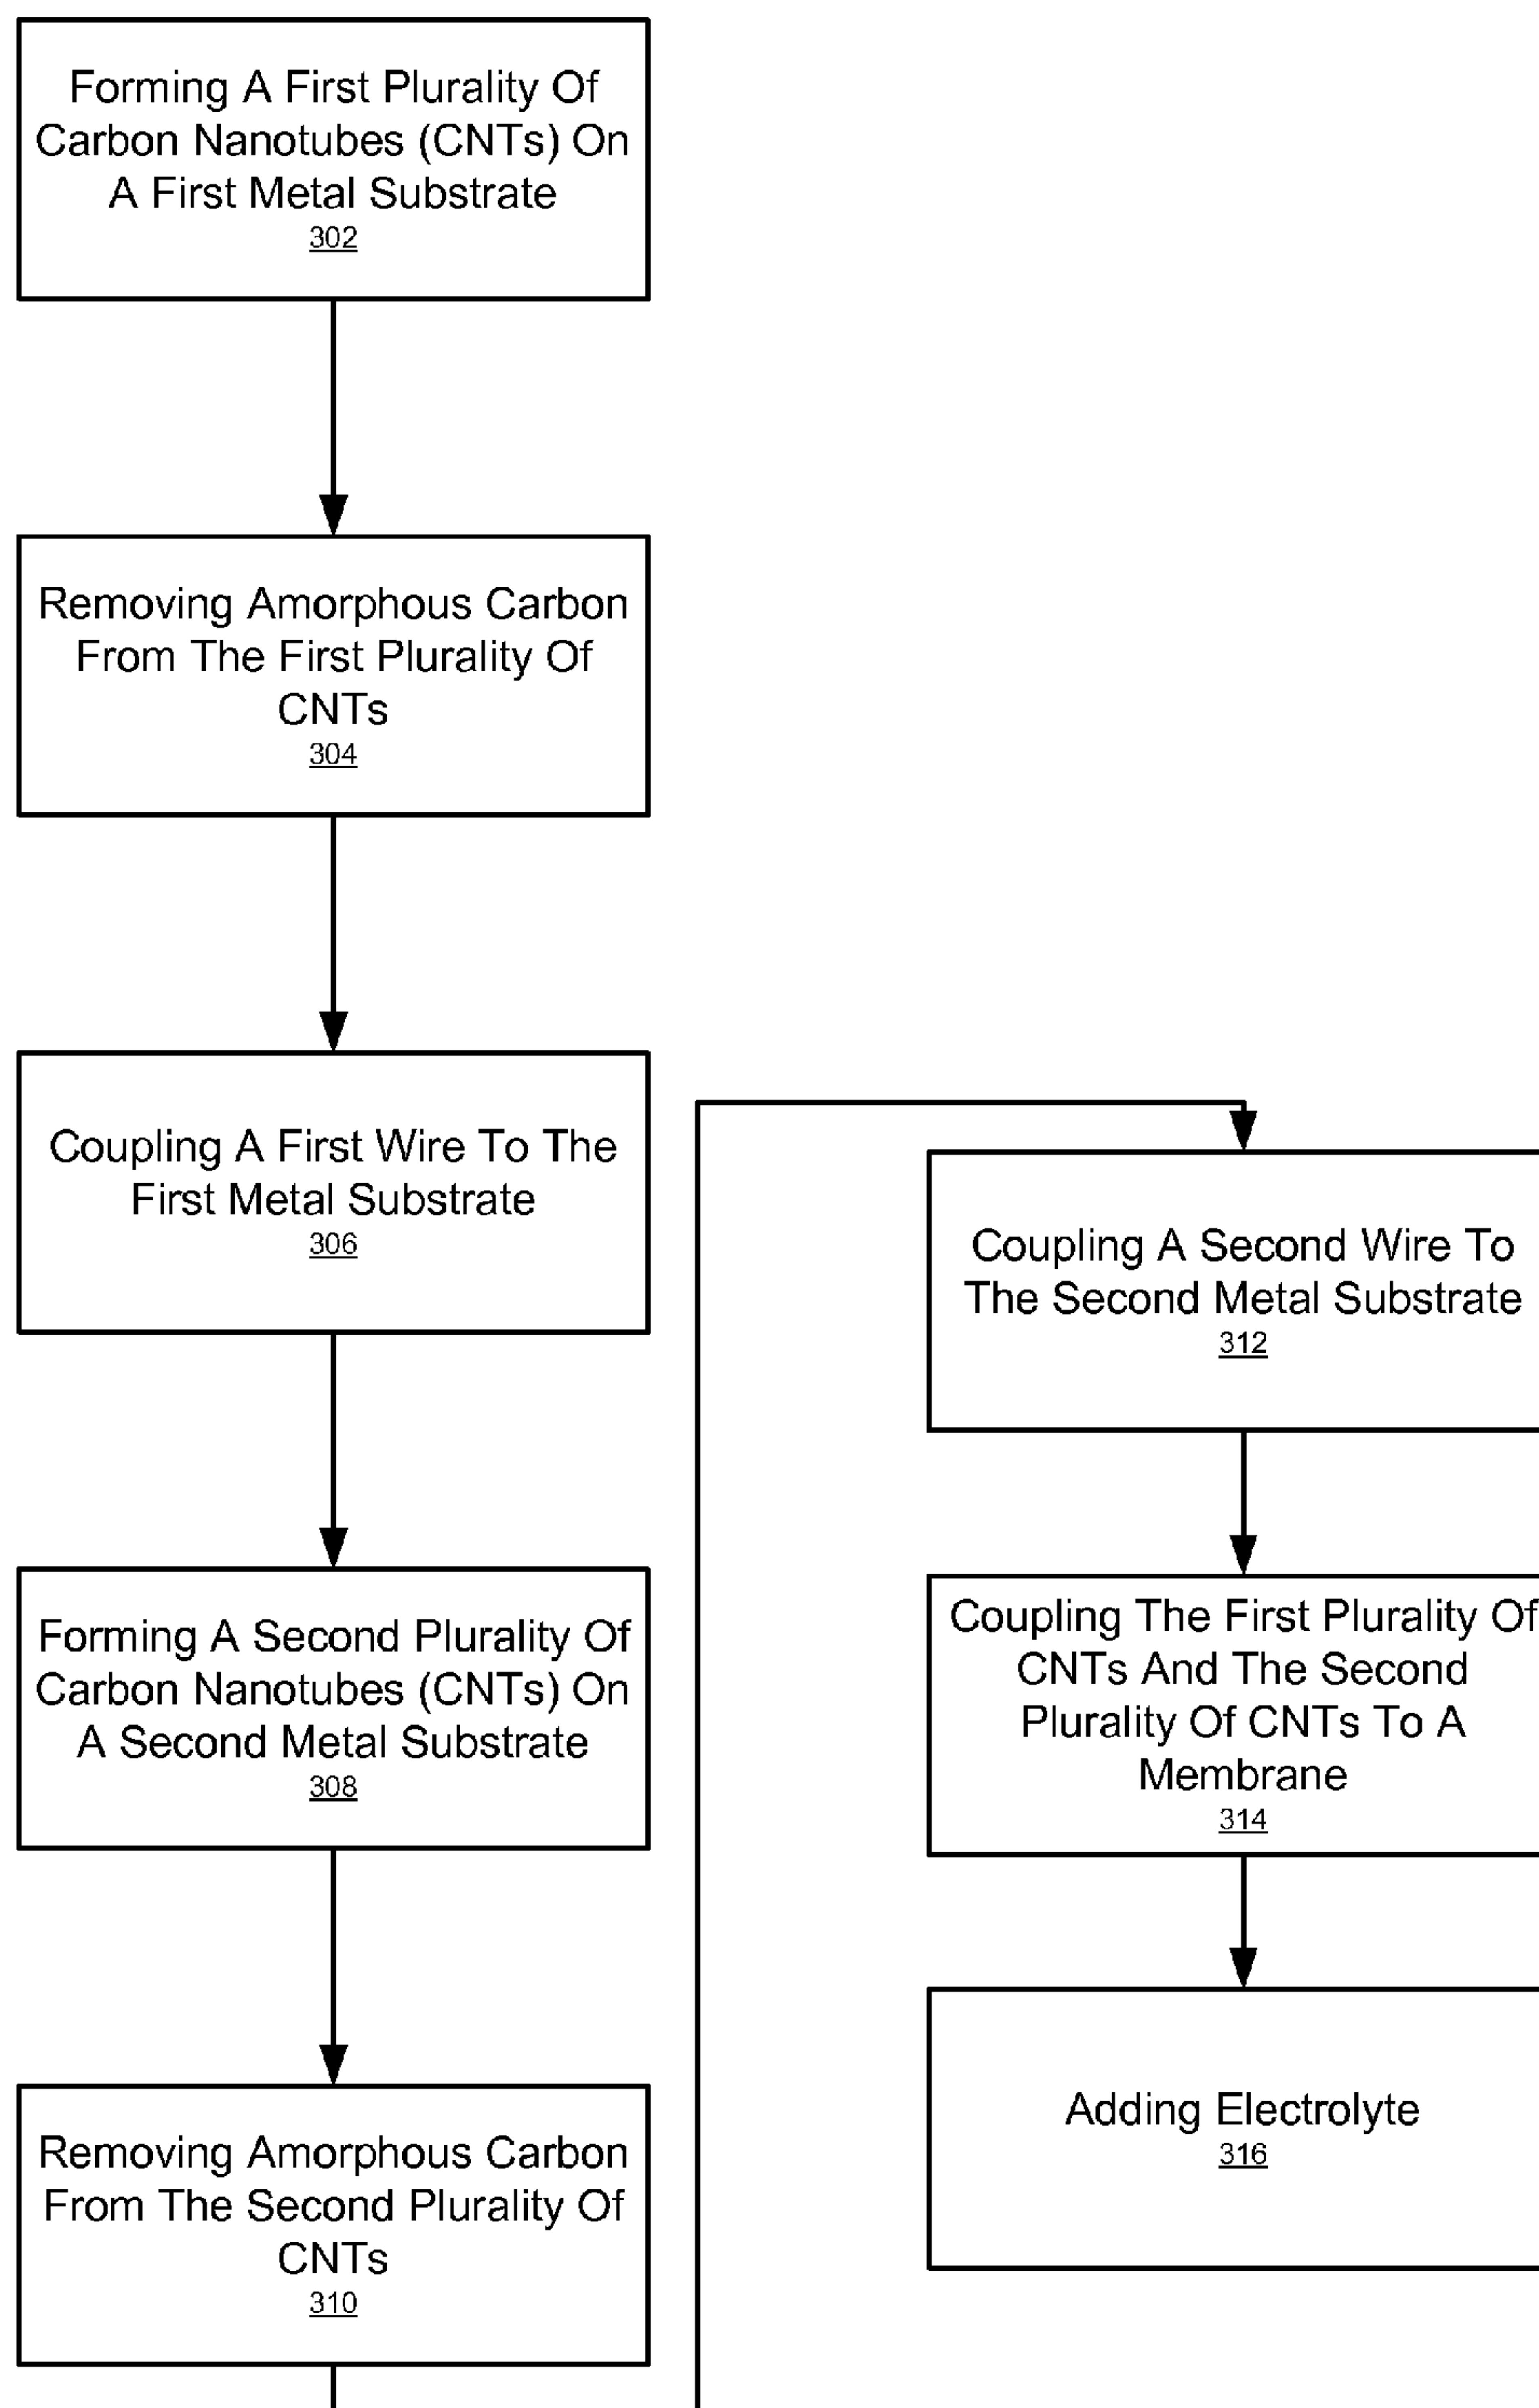 Forming A First Plurality Of
Carbon Nanotubes (CNTs) On
A First Metal Substrate
302
Removing Amorphous Carbon
From The First Plurality Of
CNTs
304
Coupling A First Wire To The
First Metal Substrate
306
Forming A Second Plurality Of
Carbon Nanotubes (CNTs) On
A Second Metal Substrate
308
Removing Amorphous Carbon
From The Second Plurality Of
CNTs
310
Coupling A Second Wire To
The Second Metal Substrate
312
Coupling The First Plurality Of
CNTs And The Second
Plurality Of CNTs To A
Membrane
314
Adding Electrolyte
316